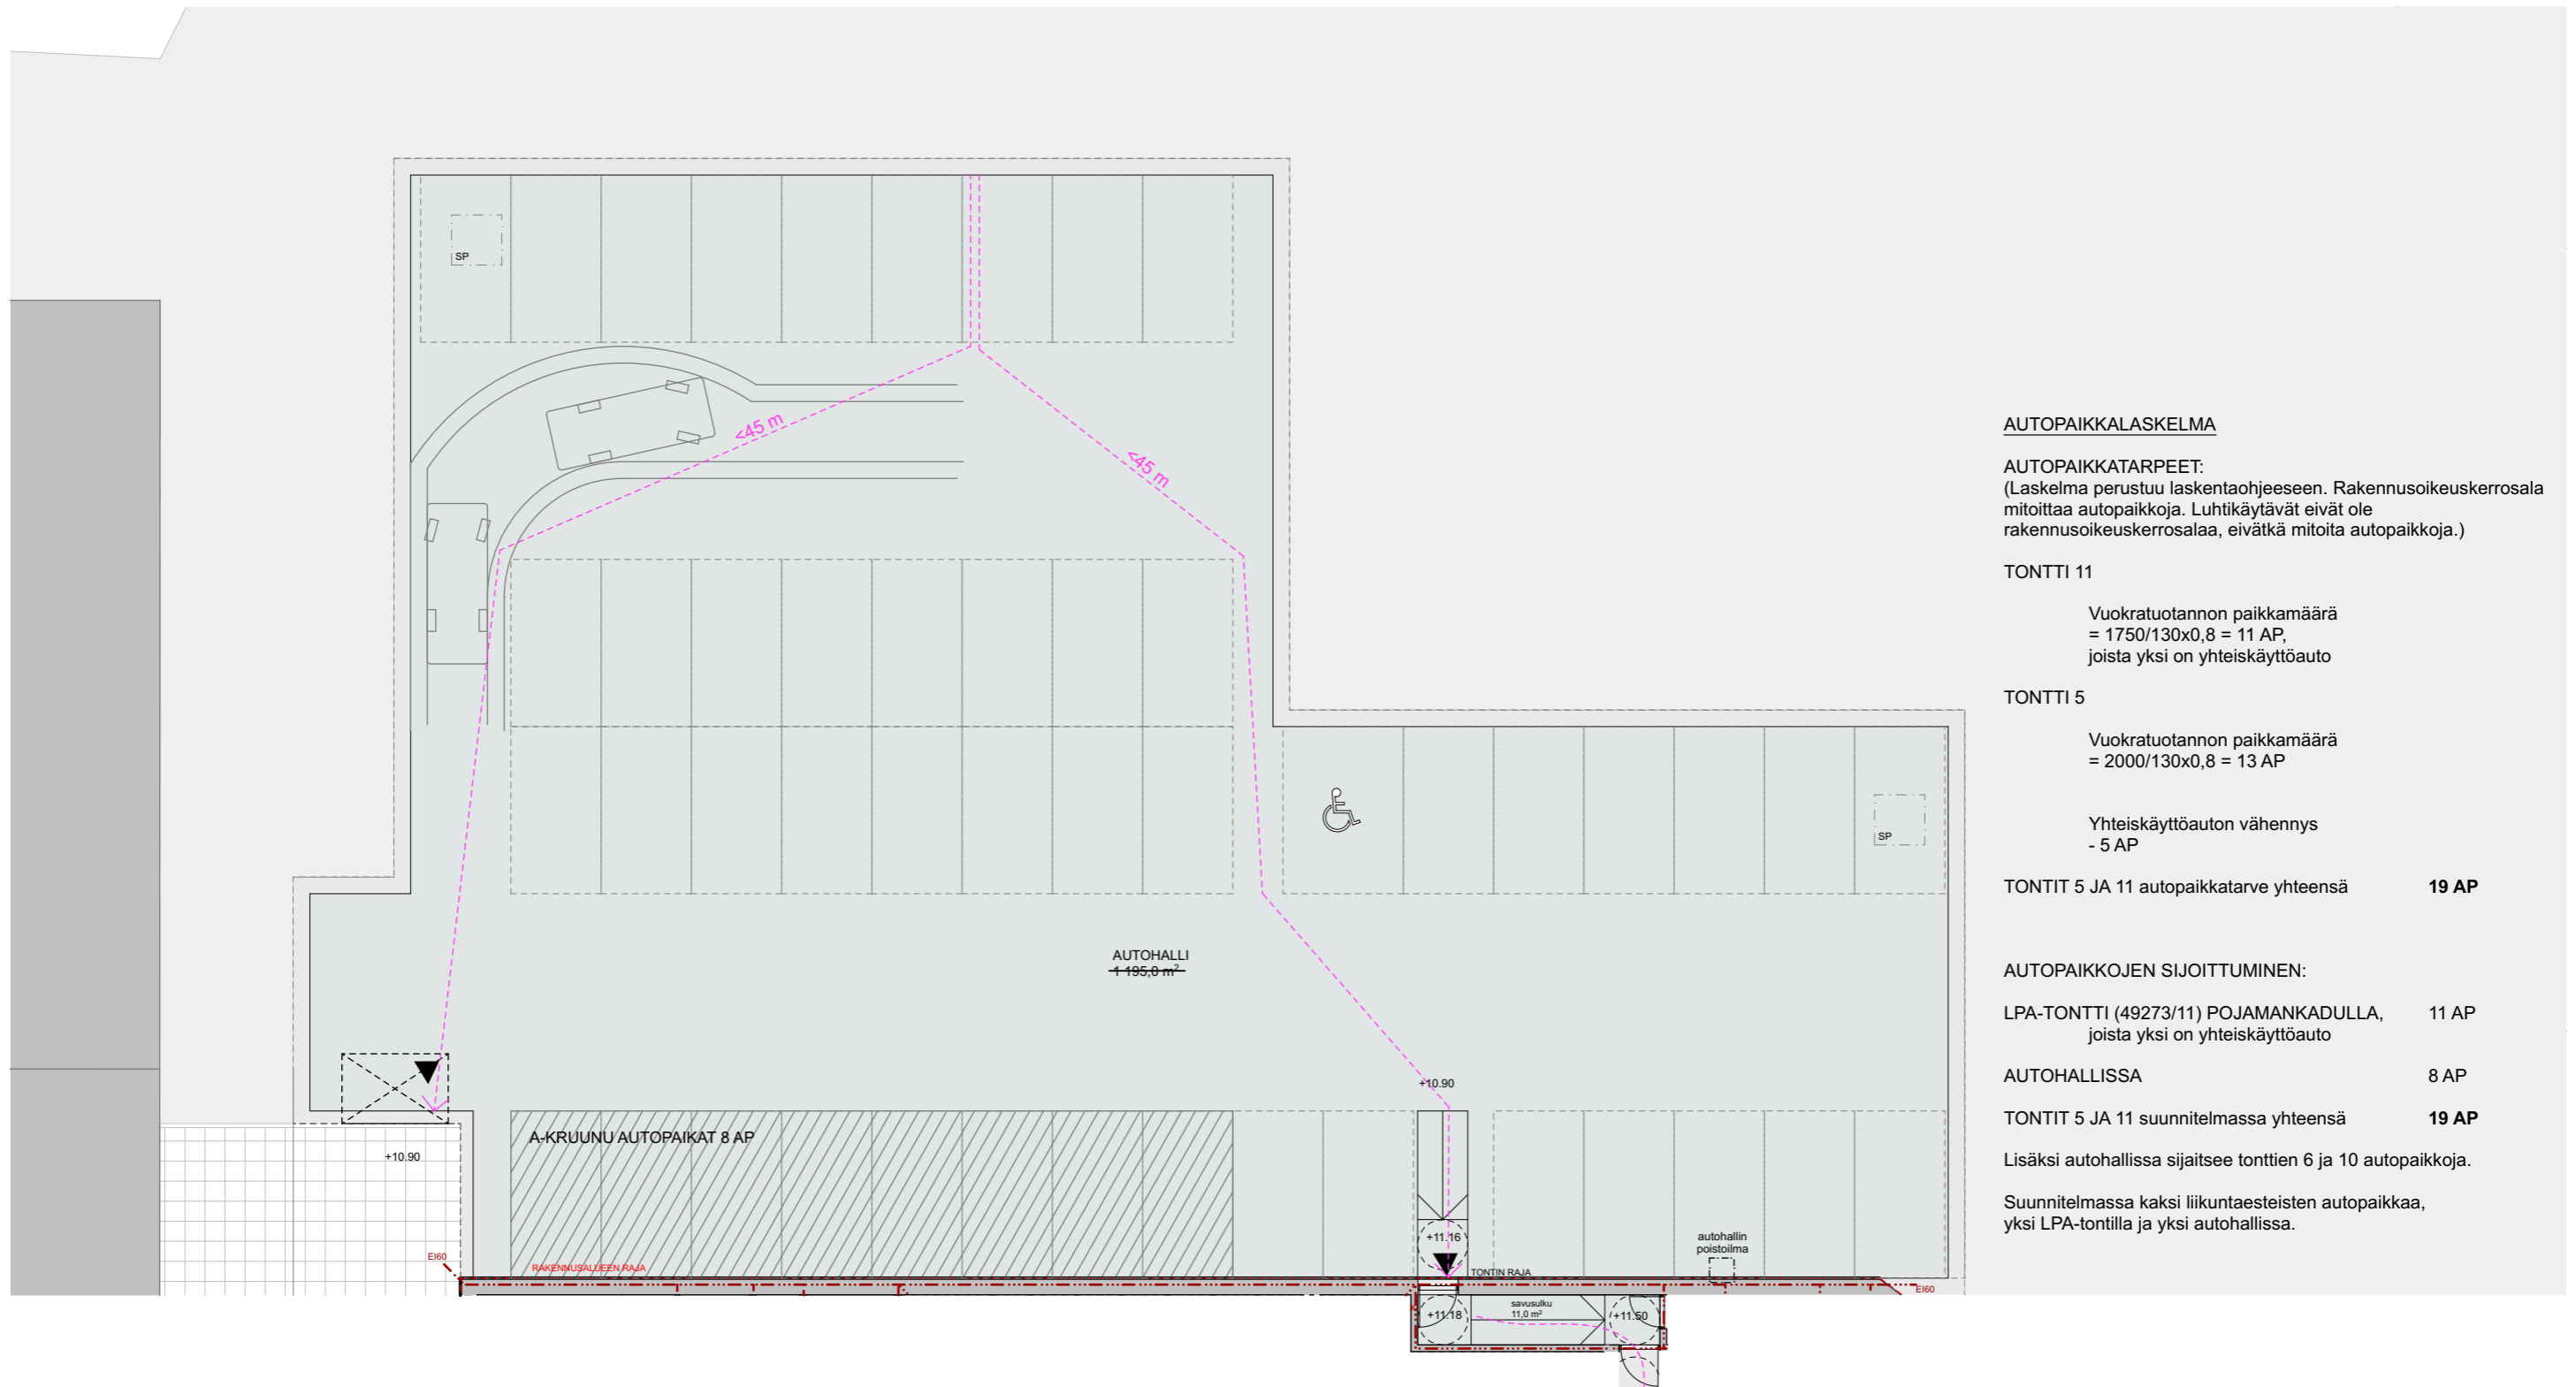 SP
<45 m
<45 m
SP
AUTOHALLI
1 195,0 m²
+10.90
A-KRUUNU AUTOPAIKAT 8 AP
+10.90
+11.16
autohallin
poistoilma
EI60
RAKENNUSALUEEN RAJA
TONTIN RAJA
EI60
+11.18
savusulku
11,0 m²
+11.50
AUTOPAIKKALASKELMA
AUTOPAIKKATARPEET:
(Laskelma perustuu laskentaohjeeseen. Rakennusoikeuskerrosala
mitoittaa autopaikkoja. Luhtikäytävät eivät ole
rakennusoikeuskerrosalaa, eivätkä mitoita autopaikkoja.)
TONTTI 11
Vuokratuotannon paikkamäärä
= 1750/130x0,8 = 11 AP,
joista yksi on yhteiskäyttöauto
TONTTI 5
Vuokratuotannon paikkamäärä
= 2000/130x0,8 = 13 AP
Yhteiskäyttöauton vähennys
- 5 AP
TONTIT 5 JA 11 autopaikkatarve yhteensä 19 AP
AUTOPAIKKOJEN SIJOITTUMINEN:
LPA-TONTTI (49273/11) POJAMANKADULLA, 11 AP
joista yksi on yhteiskäyttöauto
AUTOHALLISSA 8 AP
TONTIT 5 JA 11 suunnitelmassa yhteensä 19 AP
Lisäksi autohallissa sijaitsee tonttien 6 ja 10 autopaikkoja.
Suunnitelmassa kaksi liikuntaesteisten autopaikkaa,
yksi LPA-tontilla ja yksi autohallissa.